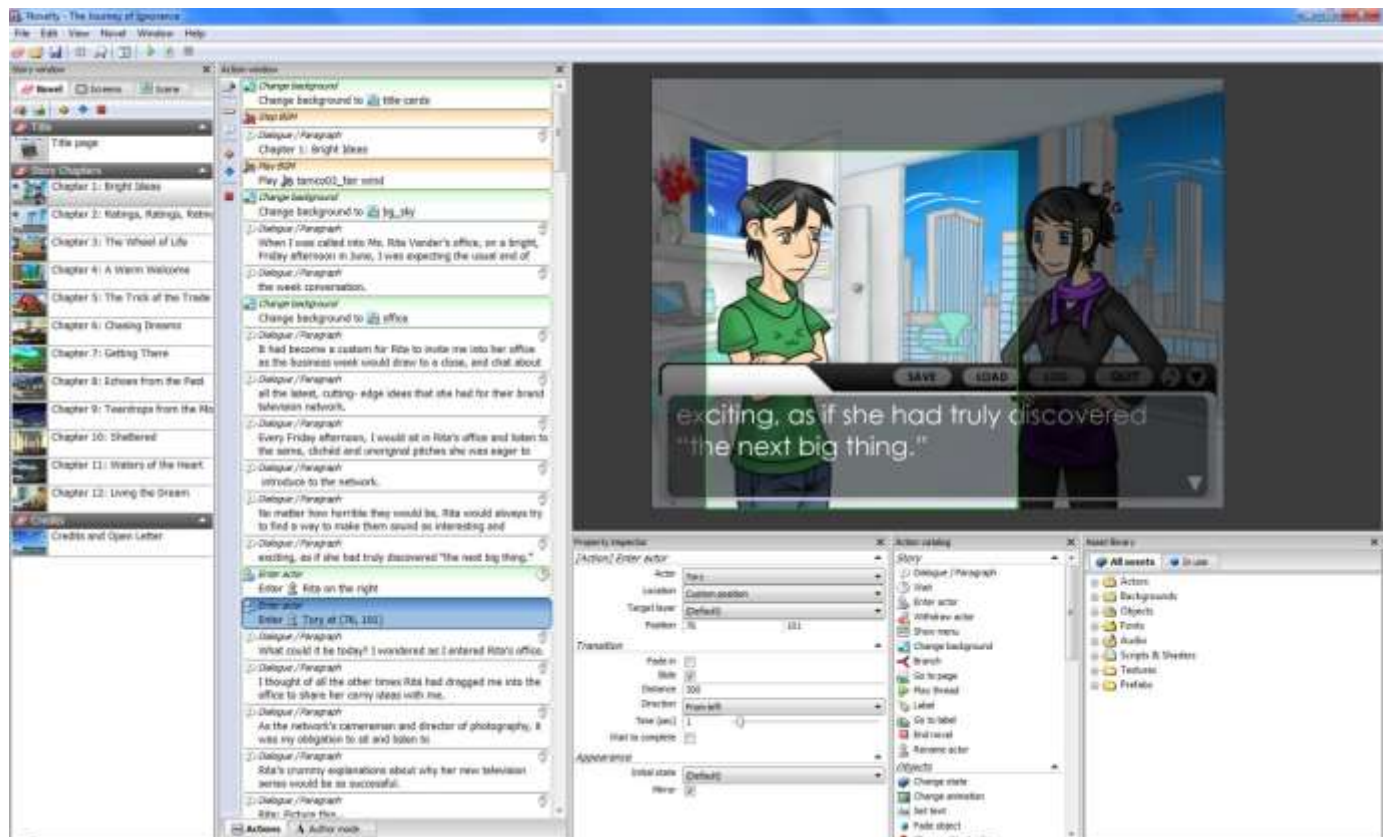 Novelty - The Journey of Ignorance
File Edit View Novel Window Help
Story window
Novel Screens Scene
Title
Title page
Story Chapters
Chapter 1: Bright Ideas
Chapter 2: Ratings, Ratings, Rating
Chapter 3: The Wheel of Life
Chapter 4: A Warm Welcome
Chapter 5: The Trick of the Trade
Chapter 6: Chasing Dreams
Chapter 7: Getting There
Chapter 8: Echoes from the Past
Chapter 9: Teardrops from the Mo
Chapter 10: Shattered
Chapter 11: Waters of the Heart
Chapter 12: Living the Dream
Credits
Credits and Open Letter
Action window
Change background
Change background to title cards
Stop BGM
Dialogue / Paragraph
Chapter 1: Bright Ideas
Play BGM
Play tamco02_fair wind
Change background
Change background to bg_sky
Dialogue / Paragraph
When I was called into Ms. Rita Vander's office, on a bright,
Friday afternoon in June, I was expecting the usual end of
Dialogue / Paragraph
the week conversation.
Change background
Change background to office
Dialogue / Paragraph
It had become a custom for Rita to invite me into her office
as the business week would draw to a close, and chat about
Dialogue / Paragraph
all the latest, cutting- edge ideas that she had for their brand
television network.
Dialogue / Paragraph
Every Friday afternoon, I would sit in Rita's office and listen to
the same, clichéd and unoriginal pitches she was eager to
Dialogue / Paragraph
introduce to the network.
Dialogue / Paragraph
No matter how horrible they would be, Rita would always try
to find a way to make them sound as interesting and
Dialogue / Paragraph
exciting, as if she had truly discovered "the next big thing."
Enter actor
Enter Rita on the right
Enter actor
Enter Tory at (76, 101)
Dialogue / Paragraph
What could it be today? I wondered as I entered Rita's office.
Dialogue / Paragraph
I thought of all the other times Rita had dragged me into the
office to share her corny ideas with me.
Dialogue / Paragraph
As the network's cameraman and director of photography, it
was my obligation to sit and listen to
Dialogue / Paragraph
Rita's crummy explanations about why her new television
series would be so successful.
Dialogue / Paragraph
Rita: Picture this...
Actions Author mode
SAVE LOAD LOG QUIT
exciting, as if she had truly discovered
"the next big thing."
Property inspector
[Action] Enter actor
Actor Tory
Location Custom position
Target layer (Default)
Position 76 101
Transition
Fade in
Slide
Distance 300
Direction From left
Time (sec) 1
Wait to complete
Appearance
Initial state (Default)
Mirror
Action catalog
Story
Dialogue / Paragraph
Wait
Enter actor
Withdraw actor
Show menu
Change background
Branch
Go to page
Play thread
Label
Go to label
End novel
Rename actor
Objects
Change state
Change animation
Set text
Fade object
Asset library
All assets In use
Actors
Backgrounds
Objects
Fonts
Audio
Scripts & Shaders
Textures
Prefabs